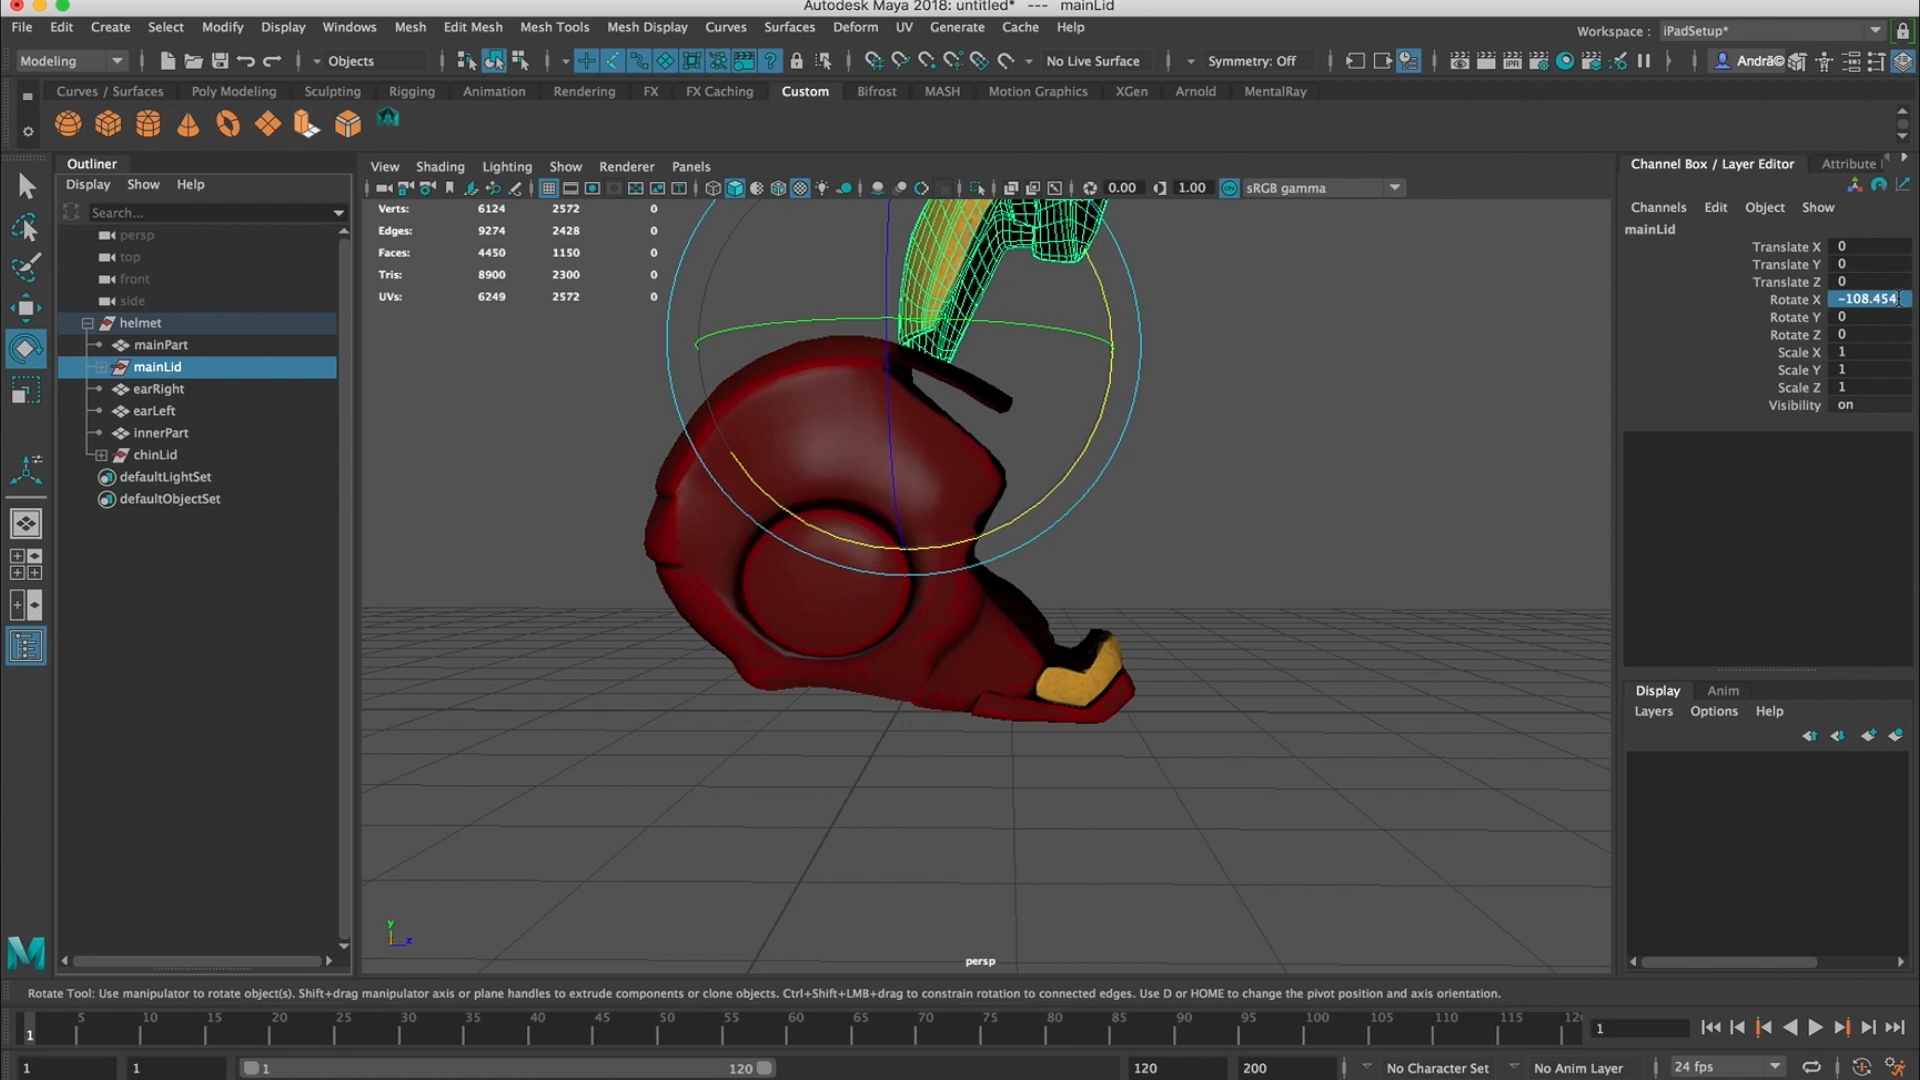 Autodesk Maya 2018: untitled* --- mainLid
File Edit Create Select Modify Display Windows Mesh Edit Mesh Mesh Tools Mesh Display Curves Surfaces Deform UV Generate Cache Help
Workspace : iPadSetup*
Modeling Objects No Live Surface Symmetry: Off IPR Andrã©
Curves / Surfaces Poly Modeling Sculpting Rigging Animation Rendering FX FX Caching Custom Bifrost MASH Motion Graphics XGen Arnold MentalRay
Outliner
Display Show Help
Search...
persp
top
front
side
helmet
mainPart
mainLid
earRight
earLeft
innerPart
chinLid
defaultLightSet
defaultObjectSet
View Shading Lighting Show Renderer Panels
0.00 1.00 sRGB gamma
Verts: 6124 2572 0
Edges: 9274 2428 0
Faces: 4450 1150 0
Tris: 8900 2300 0
UVs: 6249 2572 0
y
z
persp
Channel Box / Layer Editor Attribute
Channels Edit Object Show
mainLid
Translate X 0
Translate Y 0
Translate Z 0
Rotate X -108.454
Rotate Y 0
Rotate Z 0
Scale X 1
Scale Y 1
Scale Z 1
Visibility on
Display Anim
Layers Options Help
Rotate Tool: Use manipulator to rotate object(s). Shift+drag manipulator axis or plane handles to extrude components or clone objects. Ctrl+Shift+LMB+drag to constrain rotation to connected edges. Use D or HOME to change the pivot position and axis orientation.
1 5 10 15 20 25 30 35 40 45 50 55 60 65 70 75 80 85 90 95 100 105 110 115 12 1
1 1 1 120 120 200 No Character Set No Anim Layer 24 fps